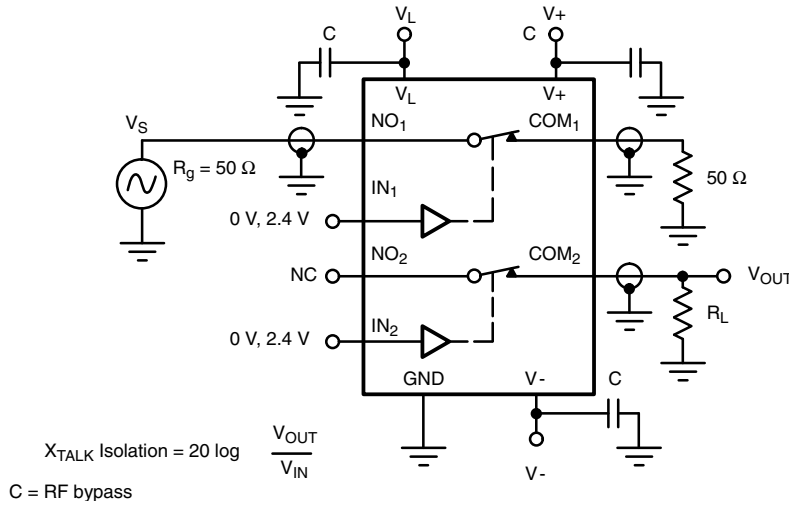 V_L
V+
C
C
V_L
V+
V_S
NO_1
COM_1
R_g = 50 Ω
50 Ω
IN_1
0 V, 2.4 V
NO_2
COM_2
NC
V_OUT
IN_2
R_L
0 V, 2.4 V
GND
V-
C
X_TALK Isolation = 20 log V_OUT / V_IN
V-
C = RF bypass